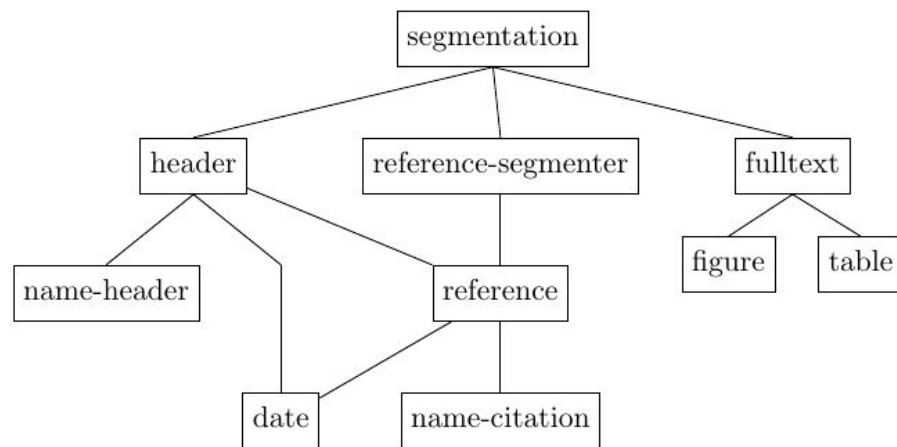 segmentation
header
reference-segmenter
fulltext
name-header
reference
figure
table
date
name-citation